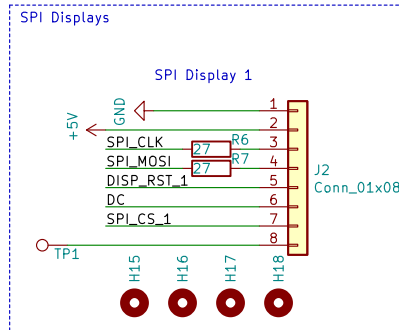 SPI Displays
SPI Display 1
GND
1
+5V
2
SPI_CLK
27
R6
3
SPI_MOSI
27
R7
4
DISP_RST_1
5
J2
Conn_01x08
DC
6
SPI_CS_1
7
TP1
8
H15
H16
H17
H18